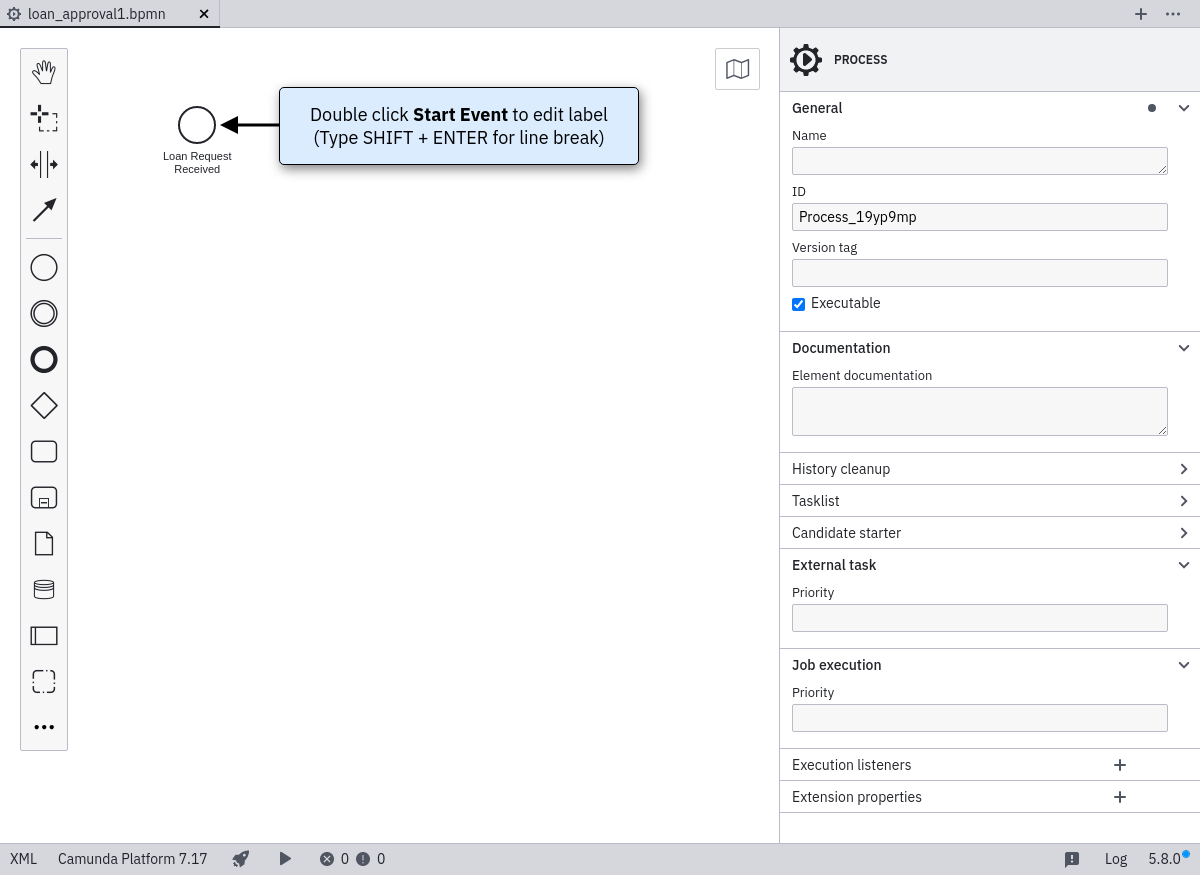 loan_approval1.bpmn
PROCESS
General
Name
ID
Process_19yp9mp
Version tag
Executable
Documentation
Element documentation
History cleanup
Tasklist
Candidate starter
External task
Priority
Job execution
Priority
Execution listeners
Extension properties
Double click Start Event to edit label
(Type SHIFT + ENTER for line break)
Loan Request
Received
XML Camunda Platform 7.17 0 0 Log 5.8.0